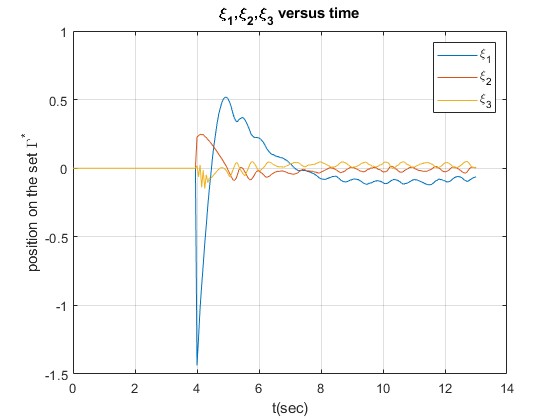 ξ₁,ξ₂,ξ₃ versus time
position on the set Γ*
1
0.5
0
-0.5
-1
-1.5
ξ₁
ξ₂
ξ₃
0 2 4 6 8 10 12 14
t(sec)